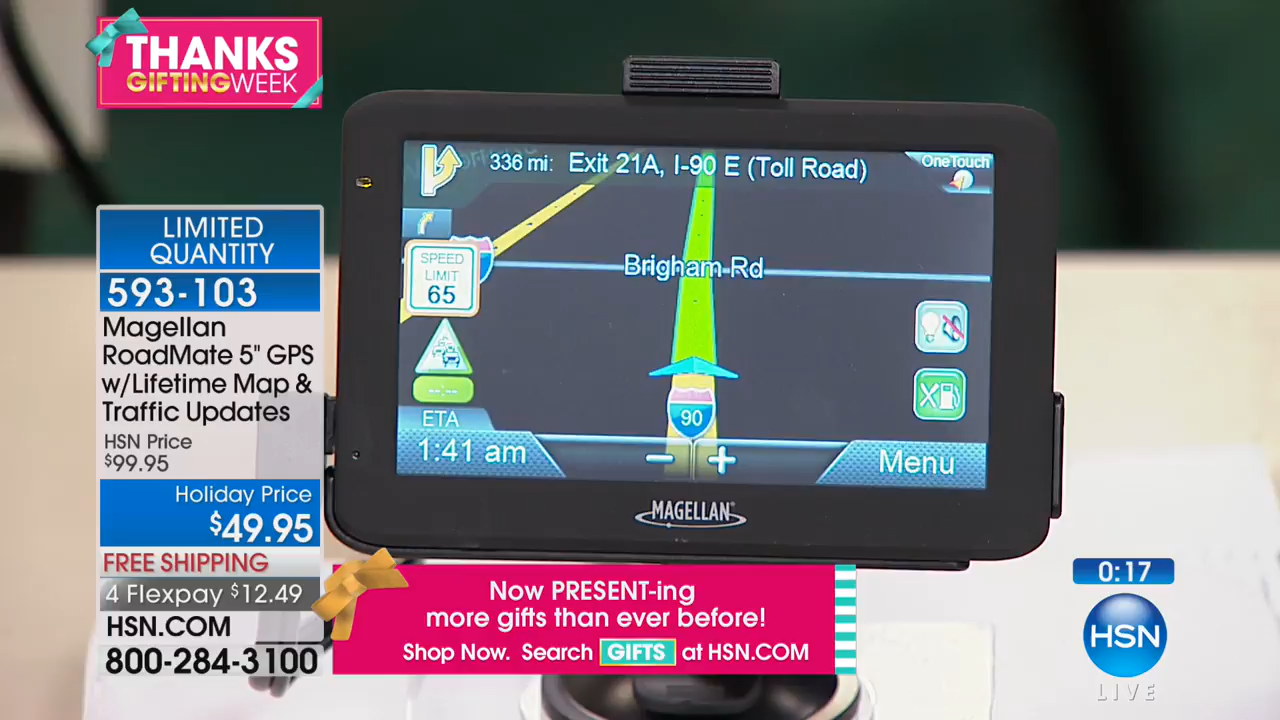 THANKS
GIFTING WEEK
LIMITED
QUANTITY
593-103
Magellan
RoadMate 5" GPS
w/Lifetime Map &
Traffic Updates
HSN Price
$99.95
Holiday Price
$49.95
FREE SHIPPING
4 Flexpay $12.49
HSN.COM
800-284-3100
336 mi: Exit 21A, I-90 E (Toll Road)
OneTouch
Brigham Rd
SPEED
LIMIT
65
90
ETA
1:41 am
Menu
MAGELLAN
Now PRESENT-ing
more gifts than ever before!
Shop Now. Search GIFTS at HSN.COM
0:17
HSN
LIVE